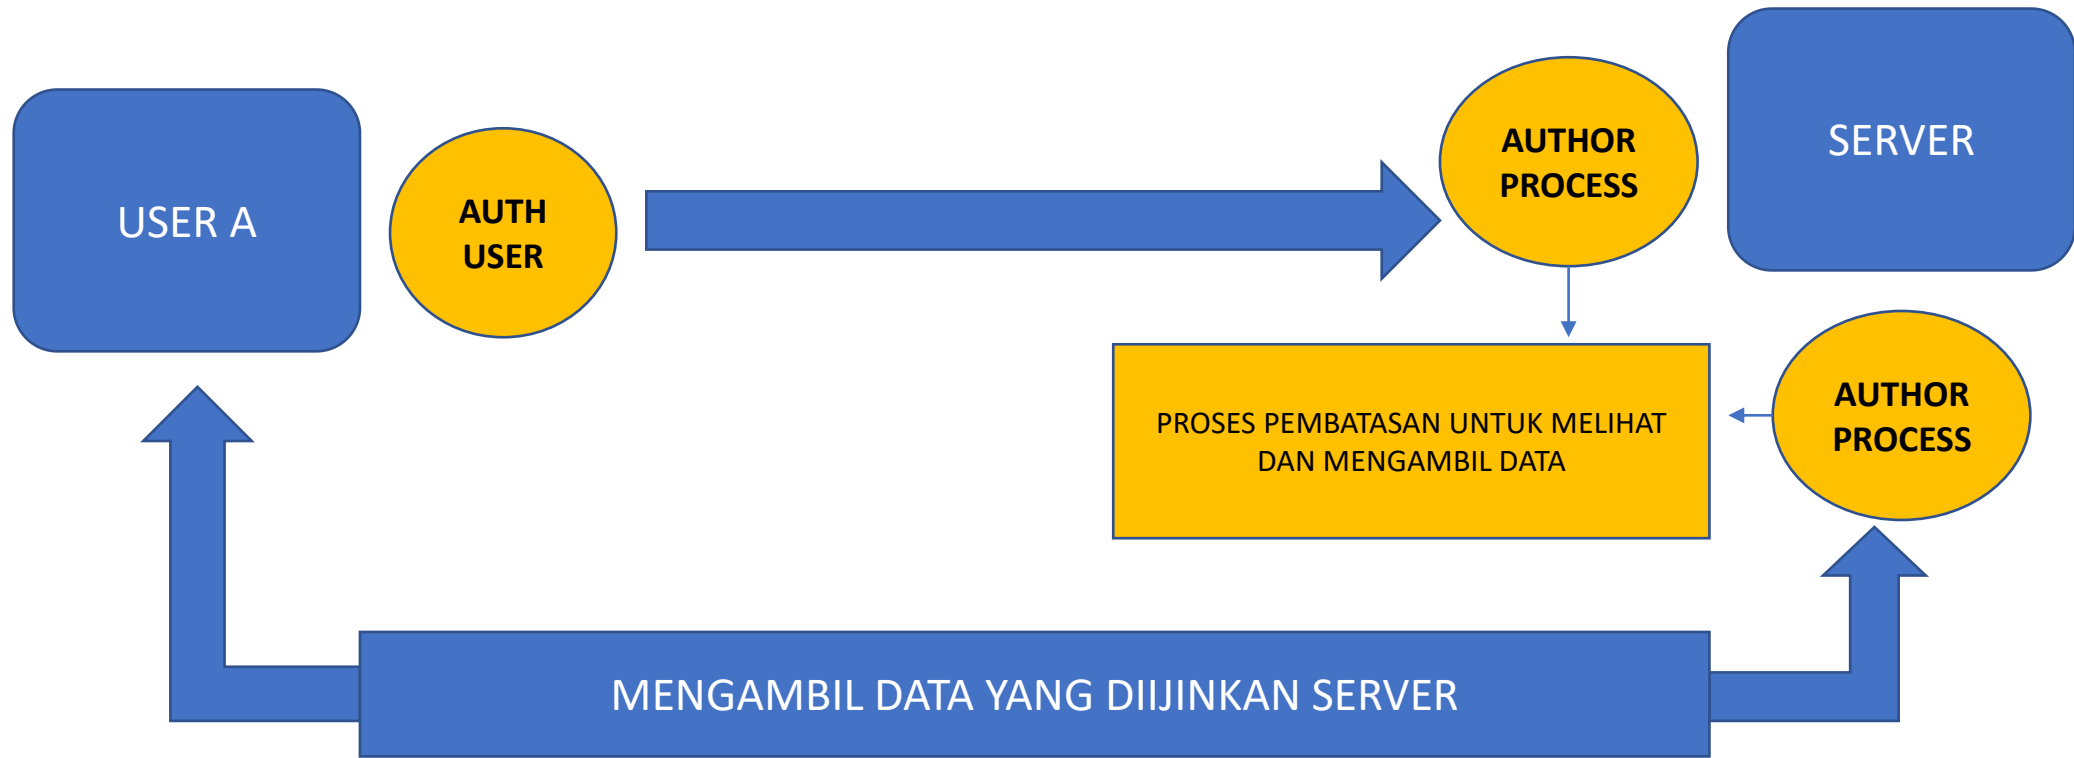 USER A
AUTH
USER
AUTHOR
PROCESS
SERVER
PROSES PEMBATASAN UNTUK MELIHAT
DAN MENGAMBIL DATA
AUTHOR
PROCESS
MENGAMBIL DATA YANG DIIJINKAN SERVER